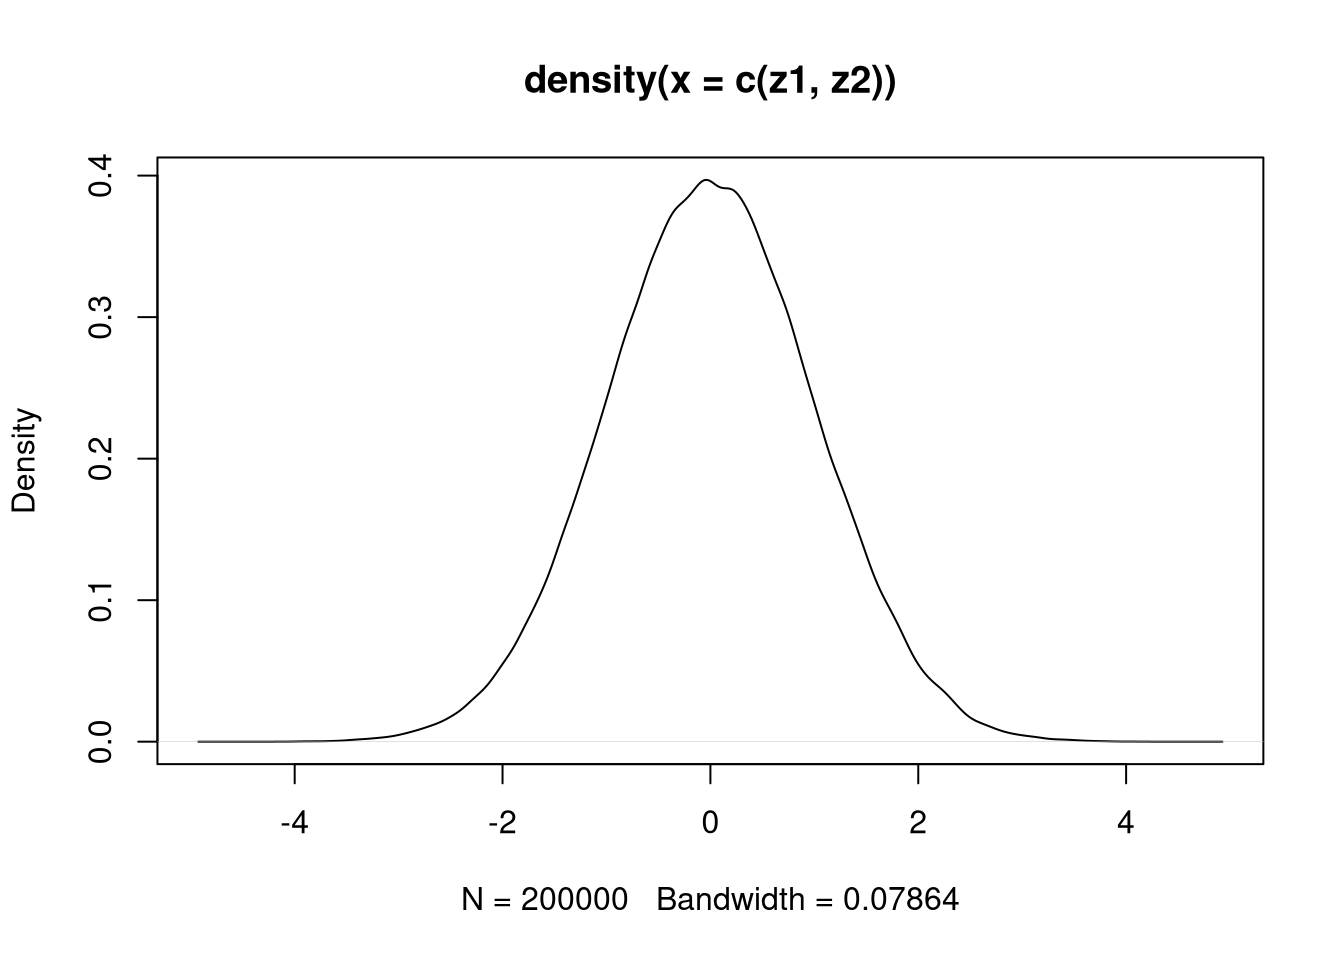 density(x = c(z1, z2))
Density
0.4
0.3
0.2
0.1
0.0
-4 -2 0 2 4
N = 200000 Bandwidth = 0.07864